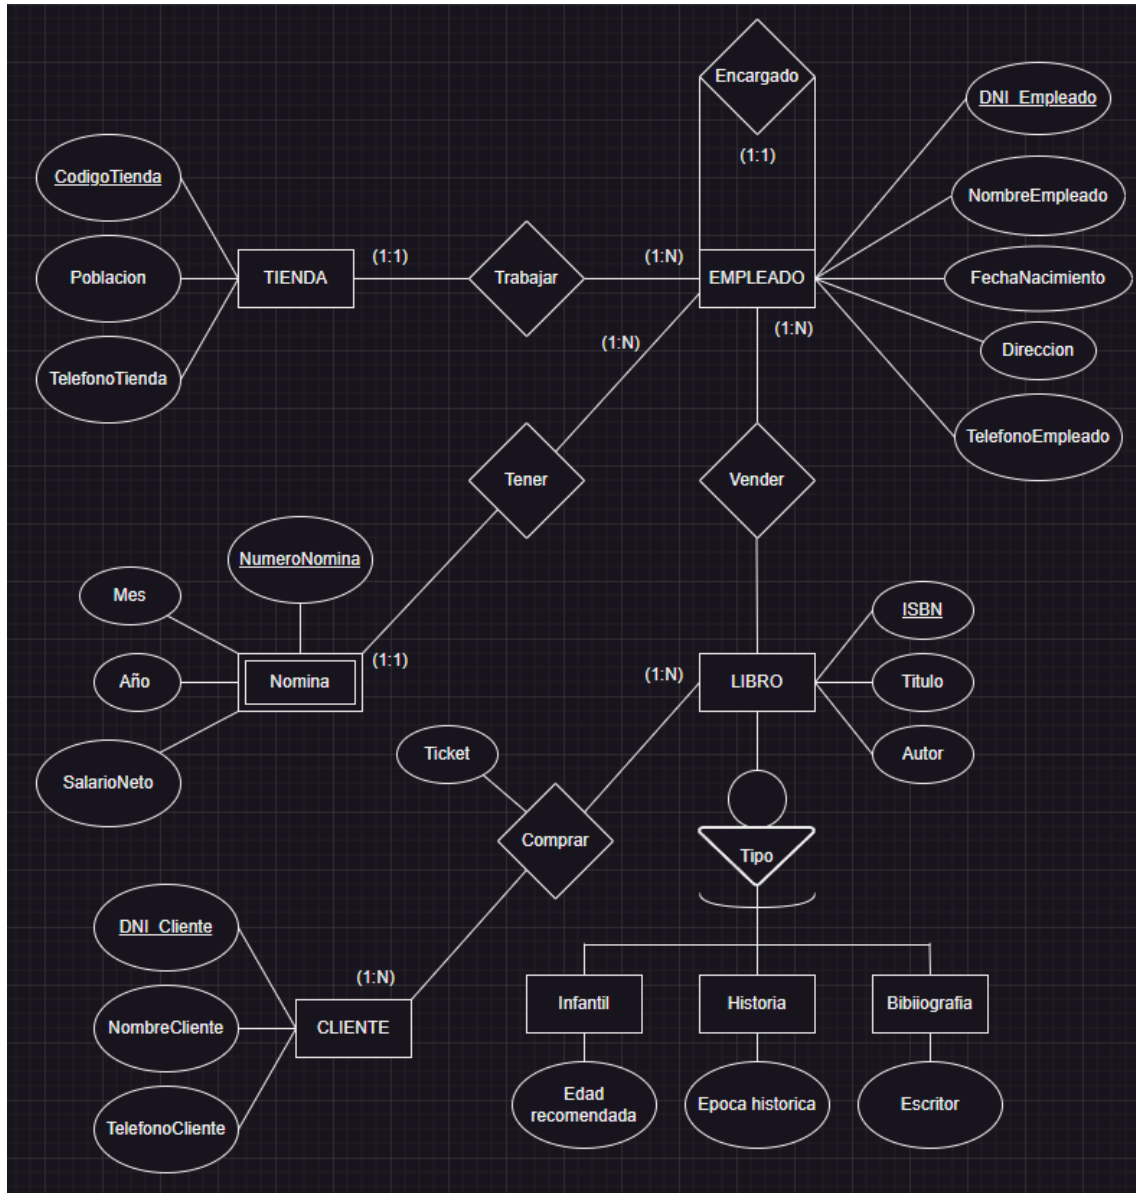 Encargado
DNI_Empleado
(1:1)
CodigoTienda
NombreEmpleado
(1:1)
(1:N)
Poblacion
TIENDA
Trabajar
EMPLEADO
FechaNacimiento
(1:N)
(1:N)
Direccion
TelefonoTienda
TelefonoEmpleado
Tener
Vender
NumeroNomina
Mes
ISBN
(1:1)
(1:N)
Año
Nomina
LIBRO
Titulo
Ticket
Autor
SalarioNeto
Comprar
Tipo
DNI_Cliente
(1:N)
Infantil
Historia
Bibiiografia
NombreCliente
CLIENTE
Edad
recomendada
Epoca historica
Escritor
TelefonoCliente